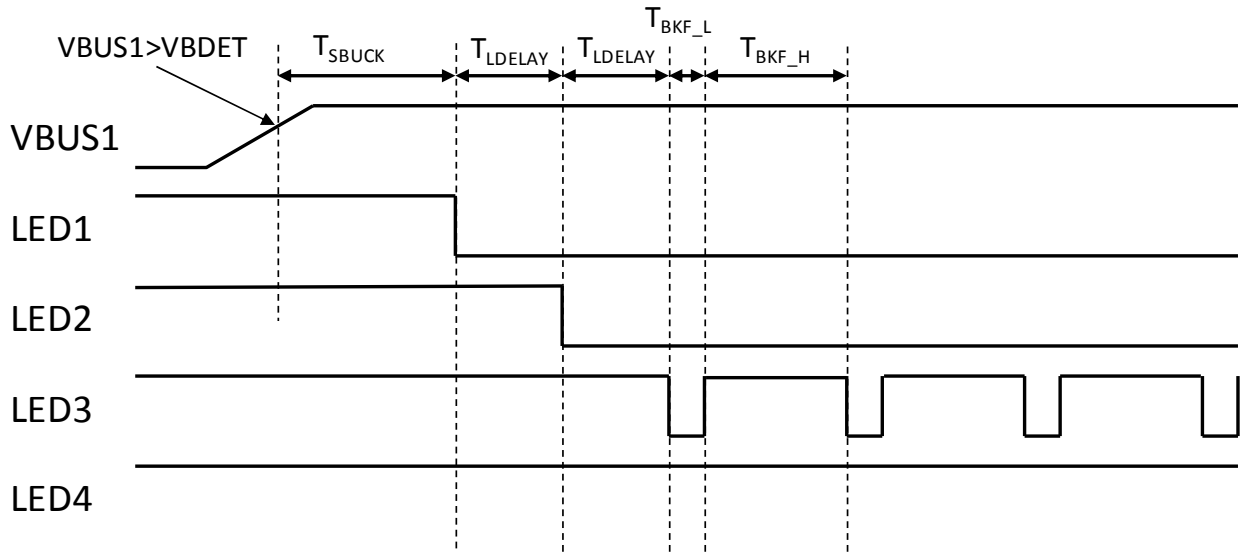 T_BKF_L
VBUS1>VBDET
T_SBUCK
T_LDELAY
T_LDELAY
T_BKF_H
VBUS1
LED1
LED2
LED3
LED4